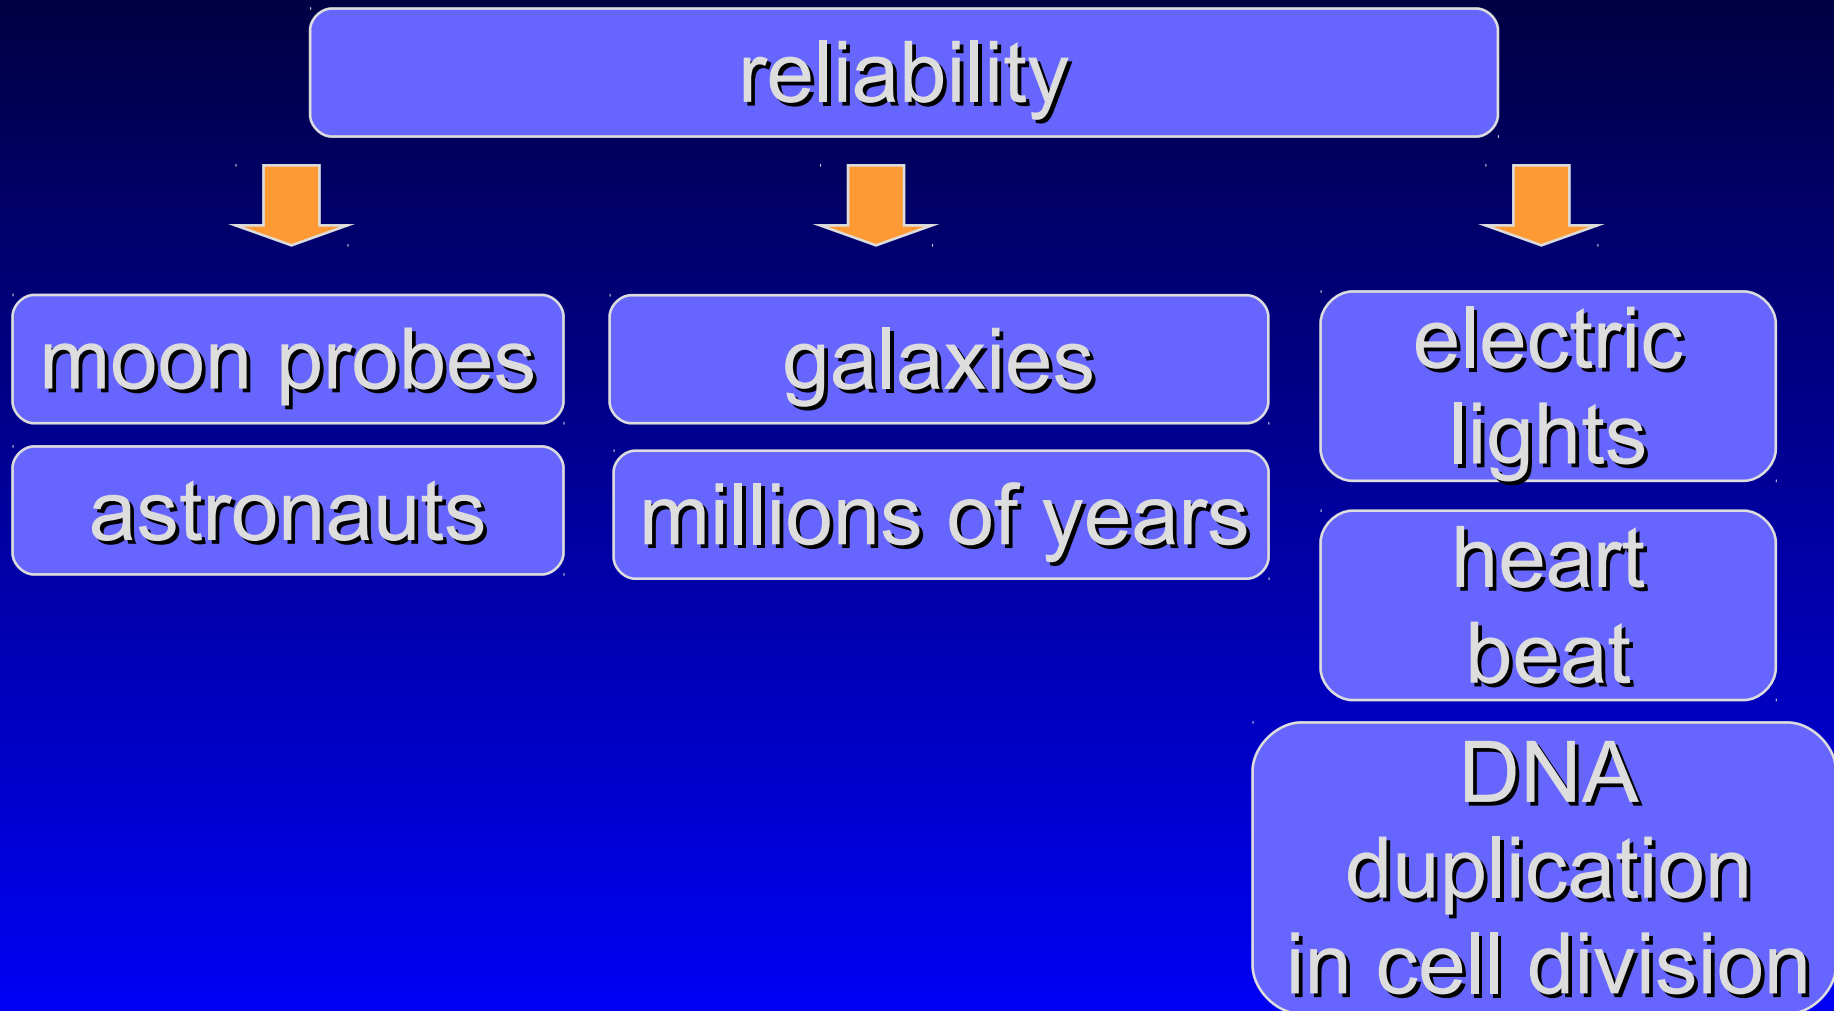 reliability
moon probes
astronauts
galaxies
millions of years
electric
lights
heart
beat
DNA
duplication
in cell division